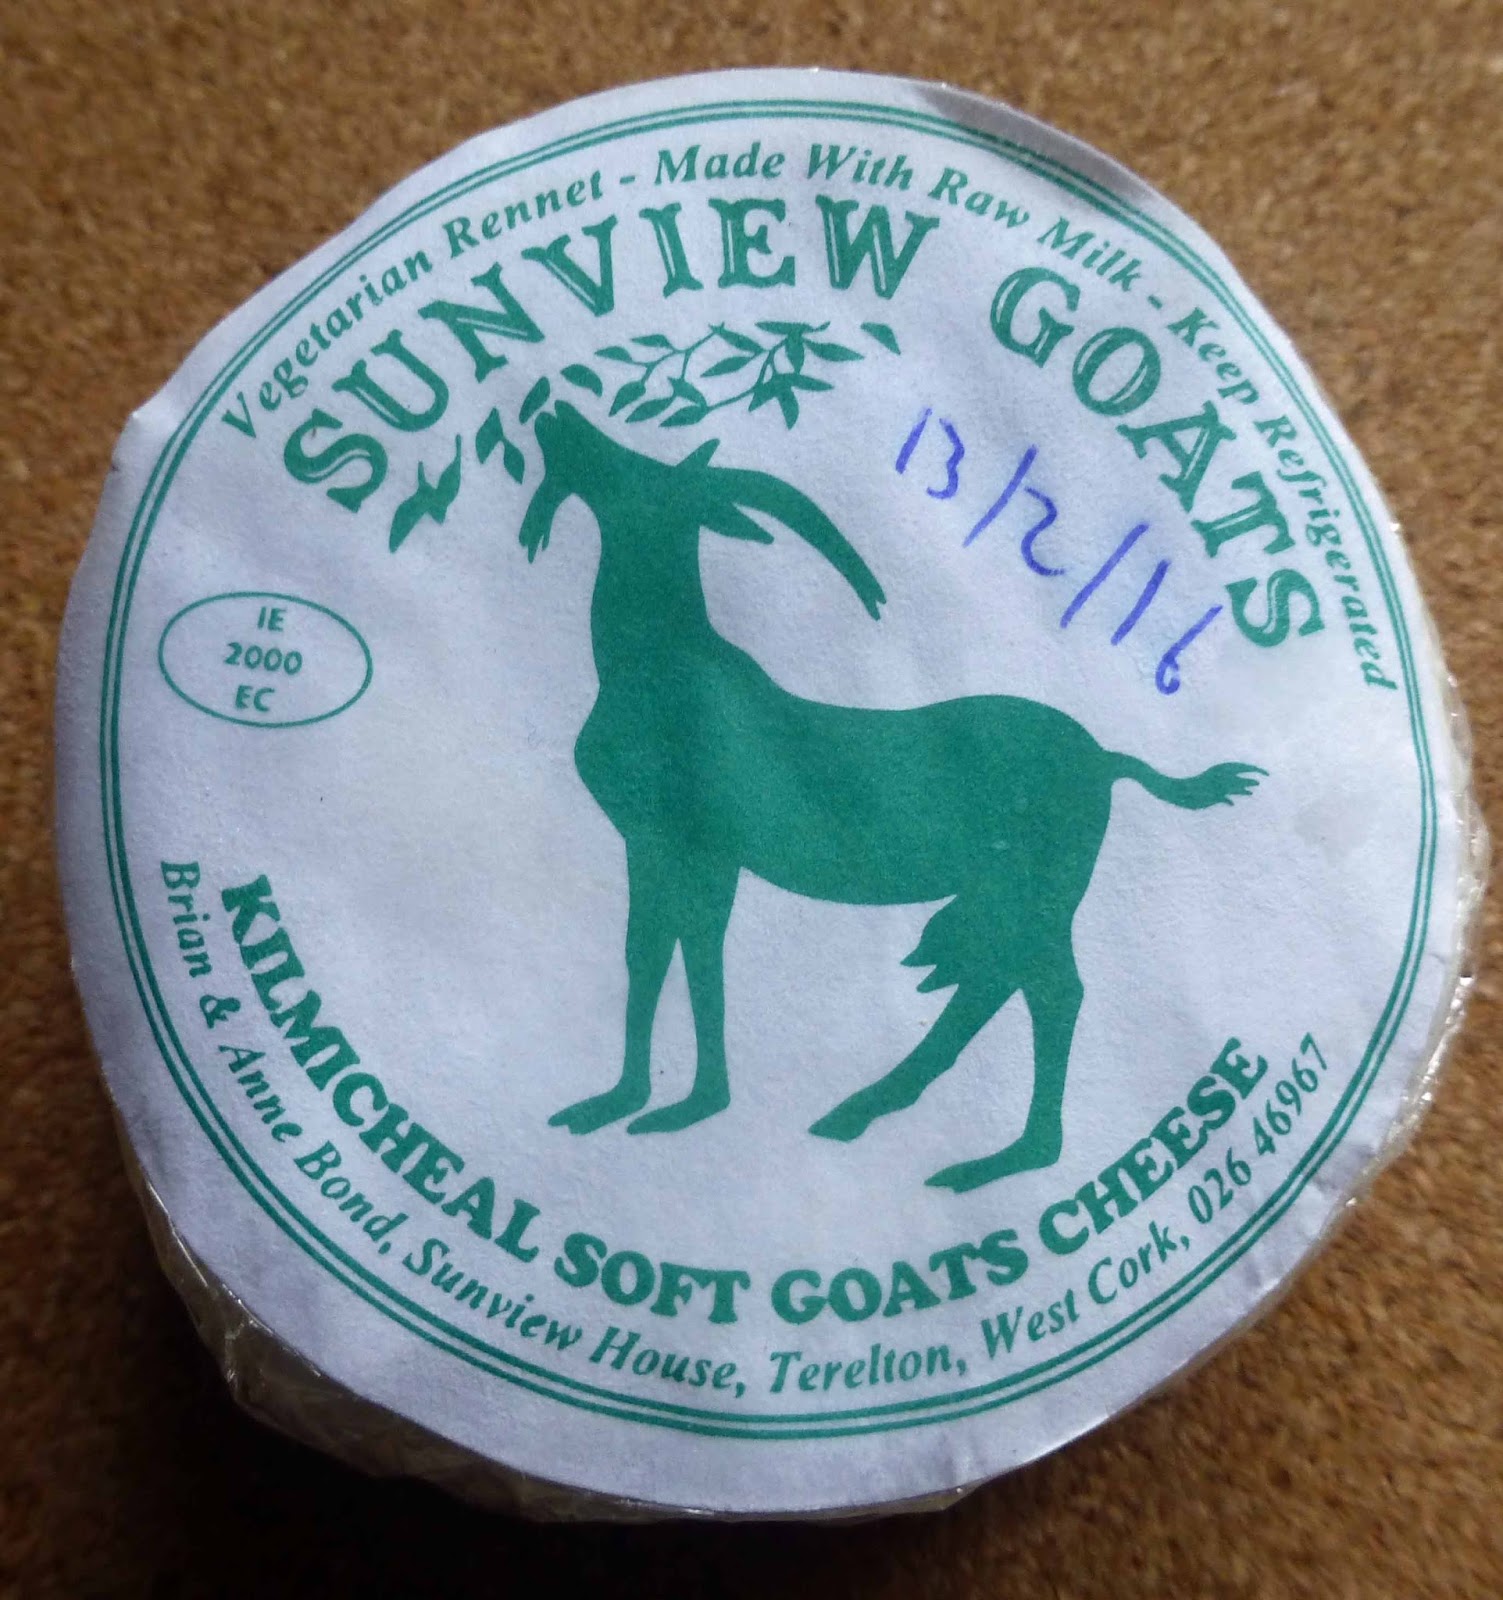 Vegetarian Rennet - Made With Raw Milk - Keep Refrigerated
SUNVIEW GOATS
13/2/16
IE
2000
EC
KILMICHEAL SOFT GOATS CHEESE
Brian & Anne Bond, Sunview House, Terelton, West Cork, 026 46967